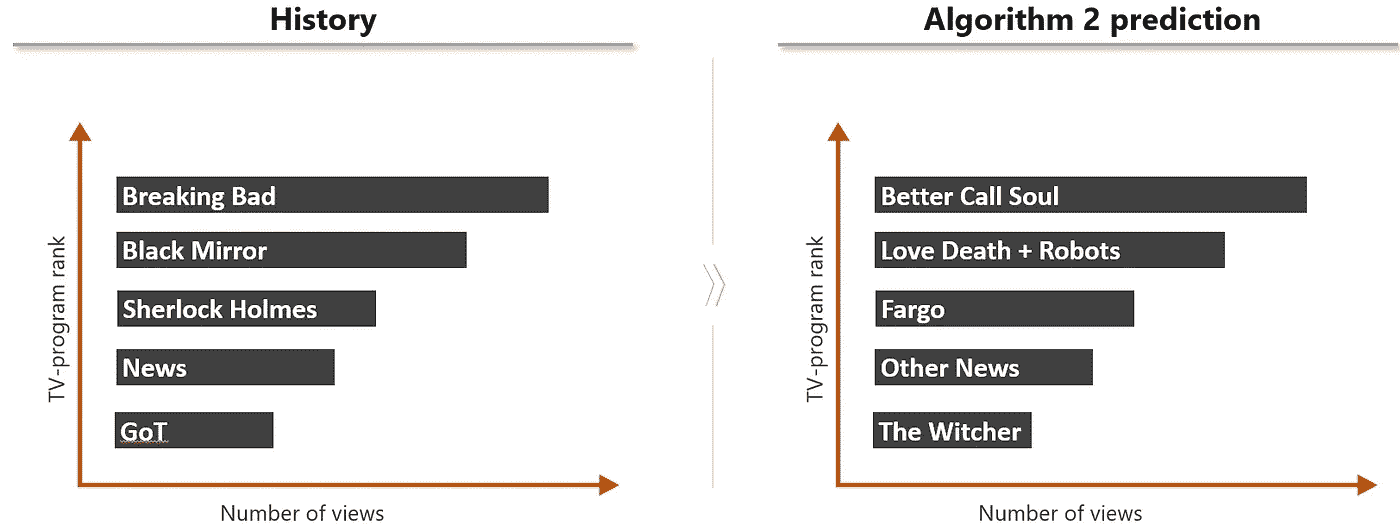 History
TV-program rank
Breaking Bad
Black Mirror
Sherlock Holmes
News
GoT
Number of views
Algorithm 2 prediction
TV-program rank
Better Call Soul
Love Death + Robots
Fargo
Other News
The Witcher
Number of views